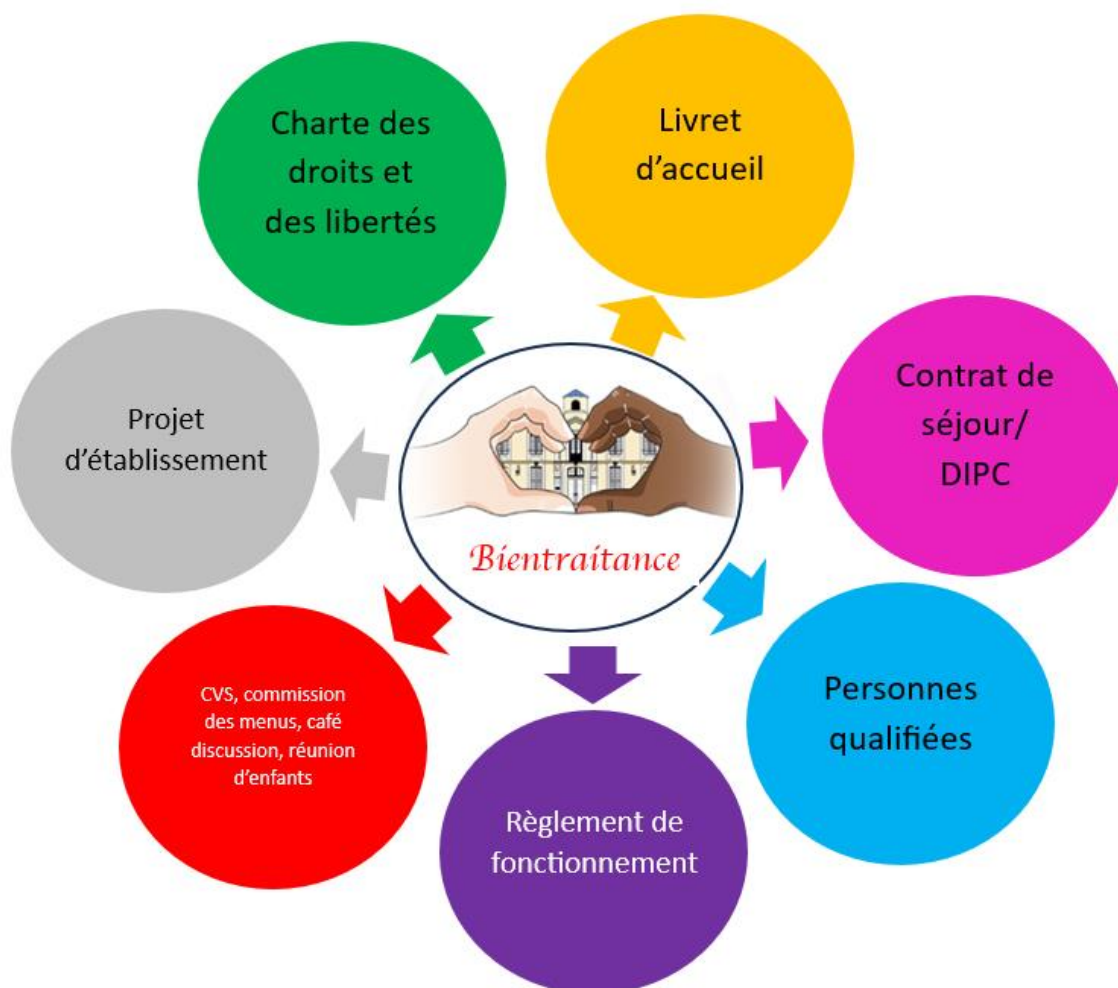 Charte des
droits et
des libertés
Livret
d’accueil
Contrat de
séjour/
DIPC
Personnes
qualifiées
Règlement de
fonctionnement
CVS, commission
des menus, café
discussion, réunion
d’enfants
Projet
d’établissement
Bientraitance